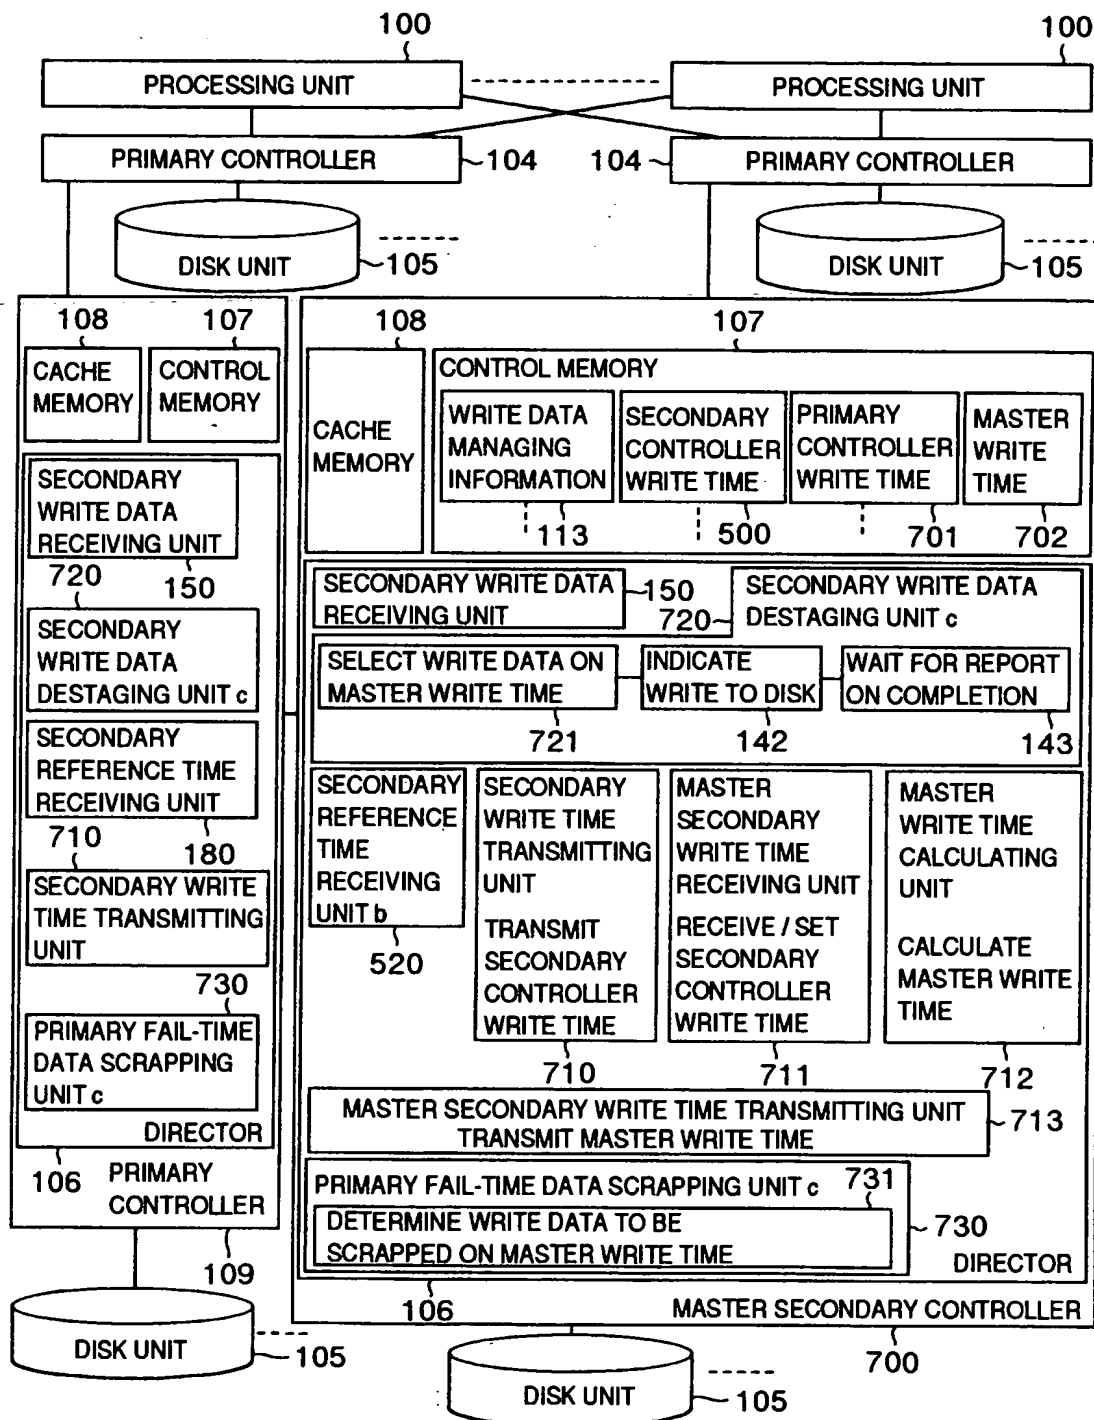 100
100
PROCESSING UNIT
PROCESSING UNIT
PRIMARY CONTROLLER
104
104
PRIMARY CONTROLLER
DISK UNIT
105
DISK UNIT
105
108
107
CACHE
MEMORY
CONTROL
MEMORY
SECONDARY
WRITE DATA
RECEIVING UNIT
720
150
SECONDARY
WRITE DATA
DESTAGING UNIT c
SECONDARY
REFERENCE TIME
RECEIVING UNIT
710
180
SECONDARY WRITE
TIME TRANSMITTING
UNIT
730
PRIMARY FAIL-TIME
DATA SCRAPPING
UNIT c
DIRECTOR
106
PRIMARY
CONTROLLER
109
DISK UNIT
105
108
107
CACHE
MEMORY
CONTROL MEMORY
WRITE DATA
MANAGING
INFORMATION
113
SECONDARY
CONTROLLER
WRITE TIME
500
PRIMARY
CONTROLLER
WRITE TIME
701
MASTER
WRITE
TIME
702
SECONDARY WRITE DATA
RECEIVING UNIT
150
720
SECONDARY WRITE DATA
DESTAGING UNIT c
SELECT WRITE DATA ON
MASTER WRITE TIME
721
INDICATE
WRITE TO DISK
142
WAIT FOR REPORT
ON COMPLETION
143
SECONDARY
REFERENCE
TIME
RECEIVING
UNIT b
520
SECONDARY
WRITE TIME
TRANSMITTING
UNIT
TRANSMIT
SECONDARY
CONTROLLER
WRITE TIME
710
MASTER
SECONDARY
WRITE TIME
RECEIVING UNIT
RECEIVE / SET
SECONDARY
CONTROLLER
WRITE TIME
711
MASTER
WRITE TIME
CALCULATING
UNIT
CALCULATE
MASTER WRITE
TIME
712
MASTER SECONDARY WRITE TIME TRANSMITTING UNIT
TRANSMIT MASTER WRITE TIME
713
PRIMARY FAIL-TIME DATA SCRAPPING UNIT c
731
DETERMINE WRITE DATA TO BE
SCRAPPED ON MASTER WRITE TIME
730
DIRECTOR
106
MASTER SECONDARY CONTROLLER
700
DISK UNIT
105